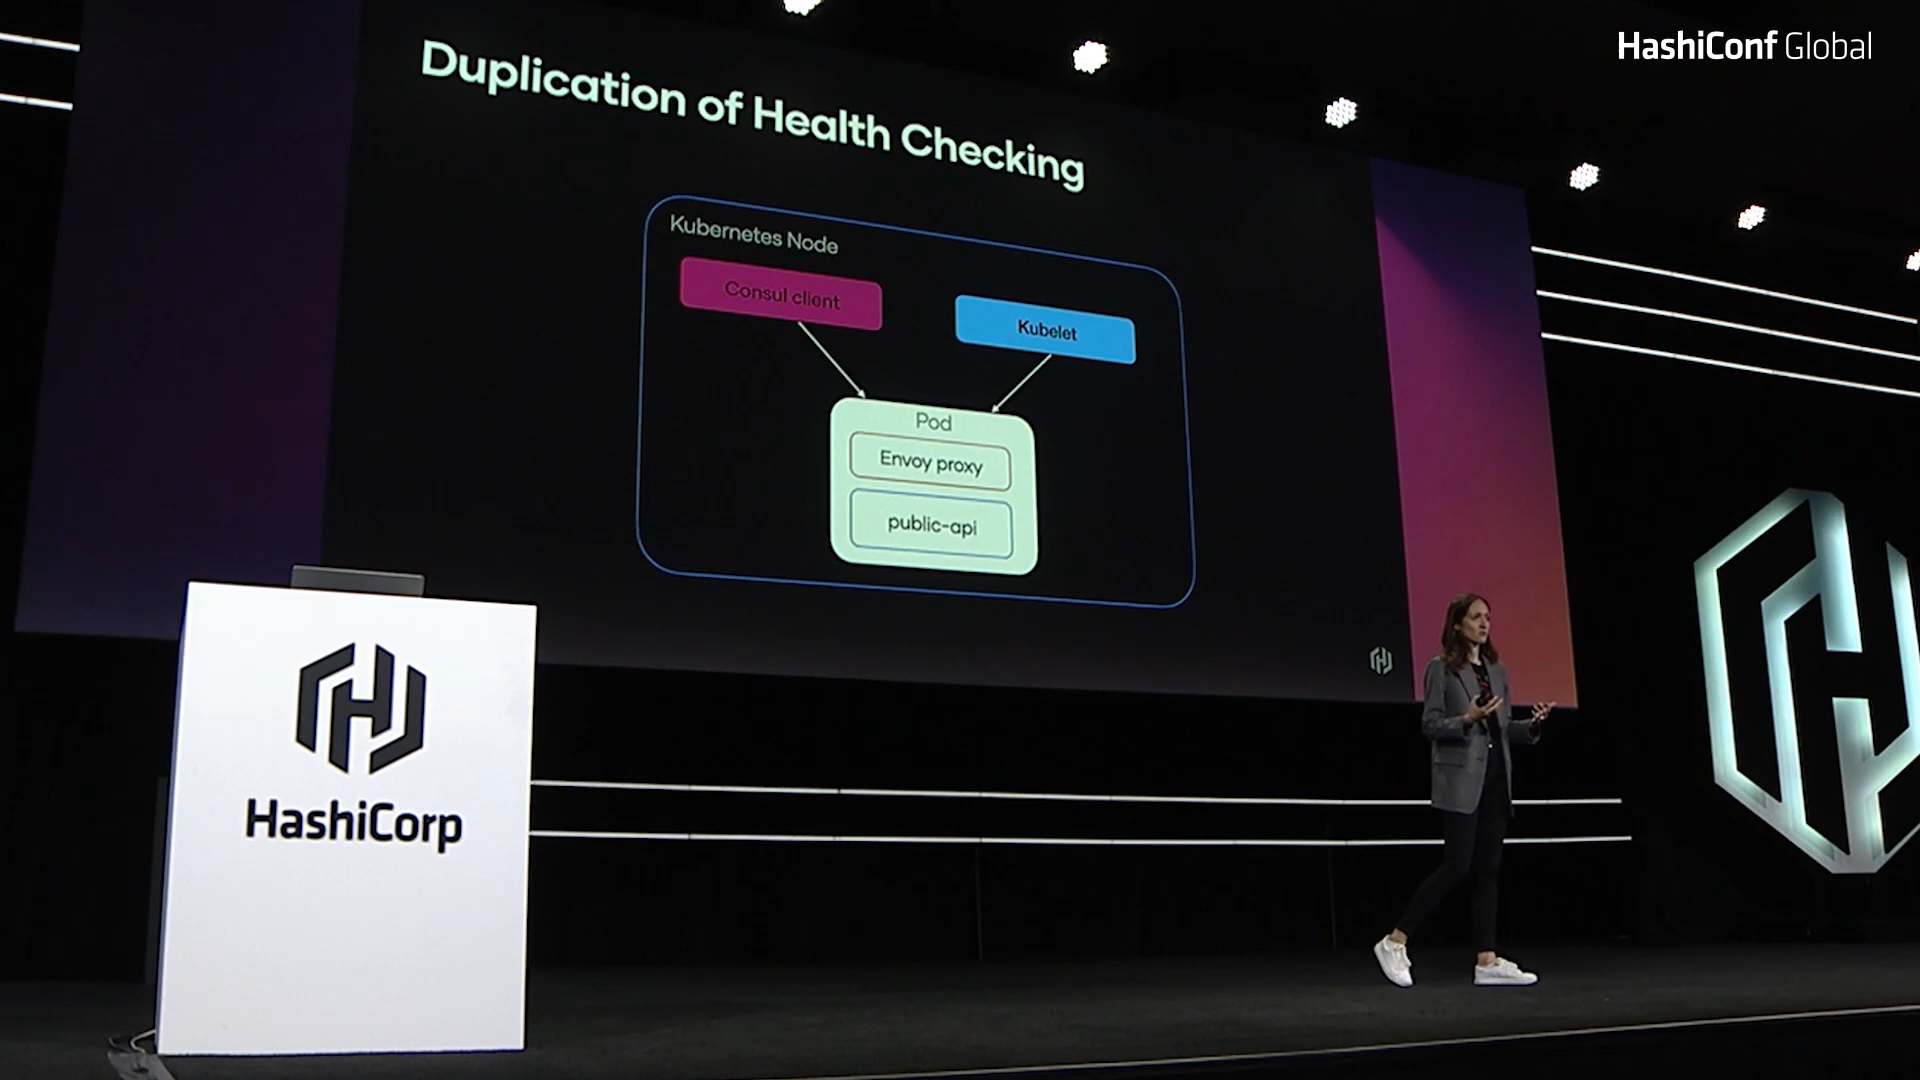 HashiConf Global
Duplication of Health Checking
Kubernetes Node
Consul client
Kubelet
Pod
Envoy proxy
public-api
HashiCorp